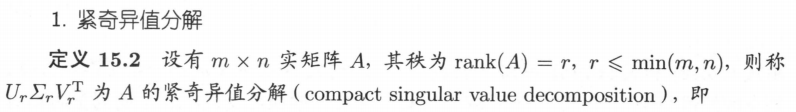 1. 紧奇异值分解
定义 15.2 设有 m × n 实矩阵 A, 其秩为 rank(A) = r, r ⩽ min(m, n), 则称
UᵣΣᵣVᵣᵀ 为 A 的紧奇异值分解 (compact singular value decomposition), 即